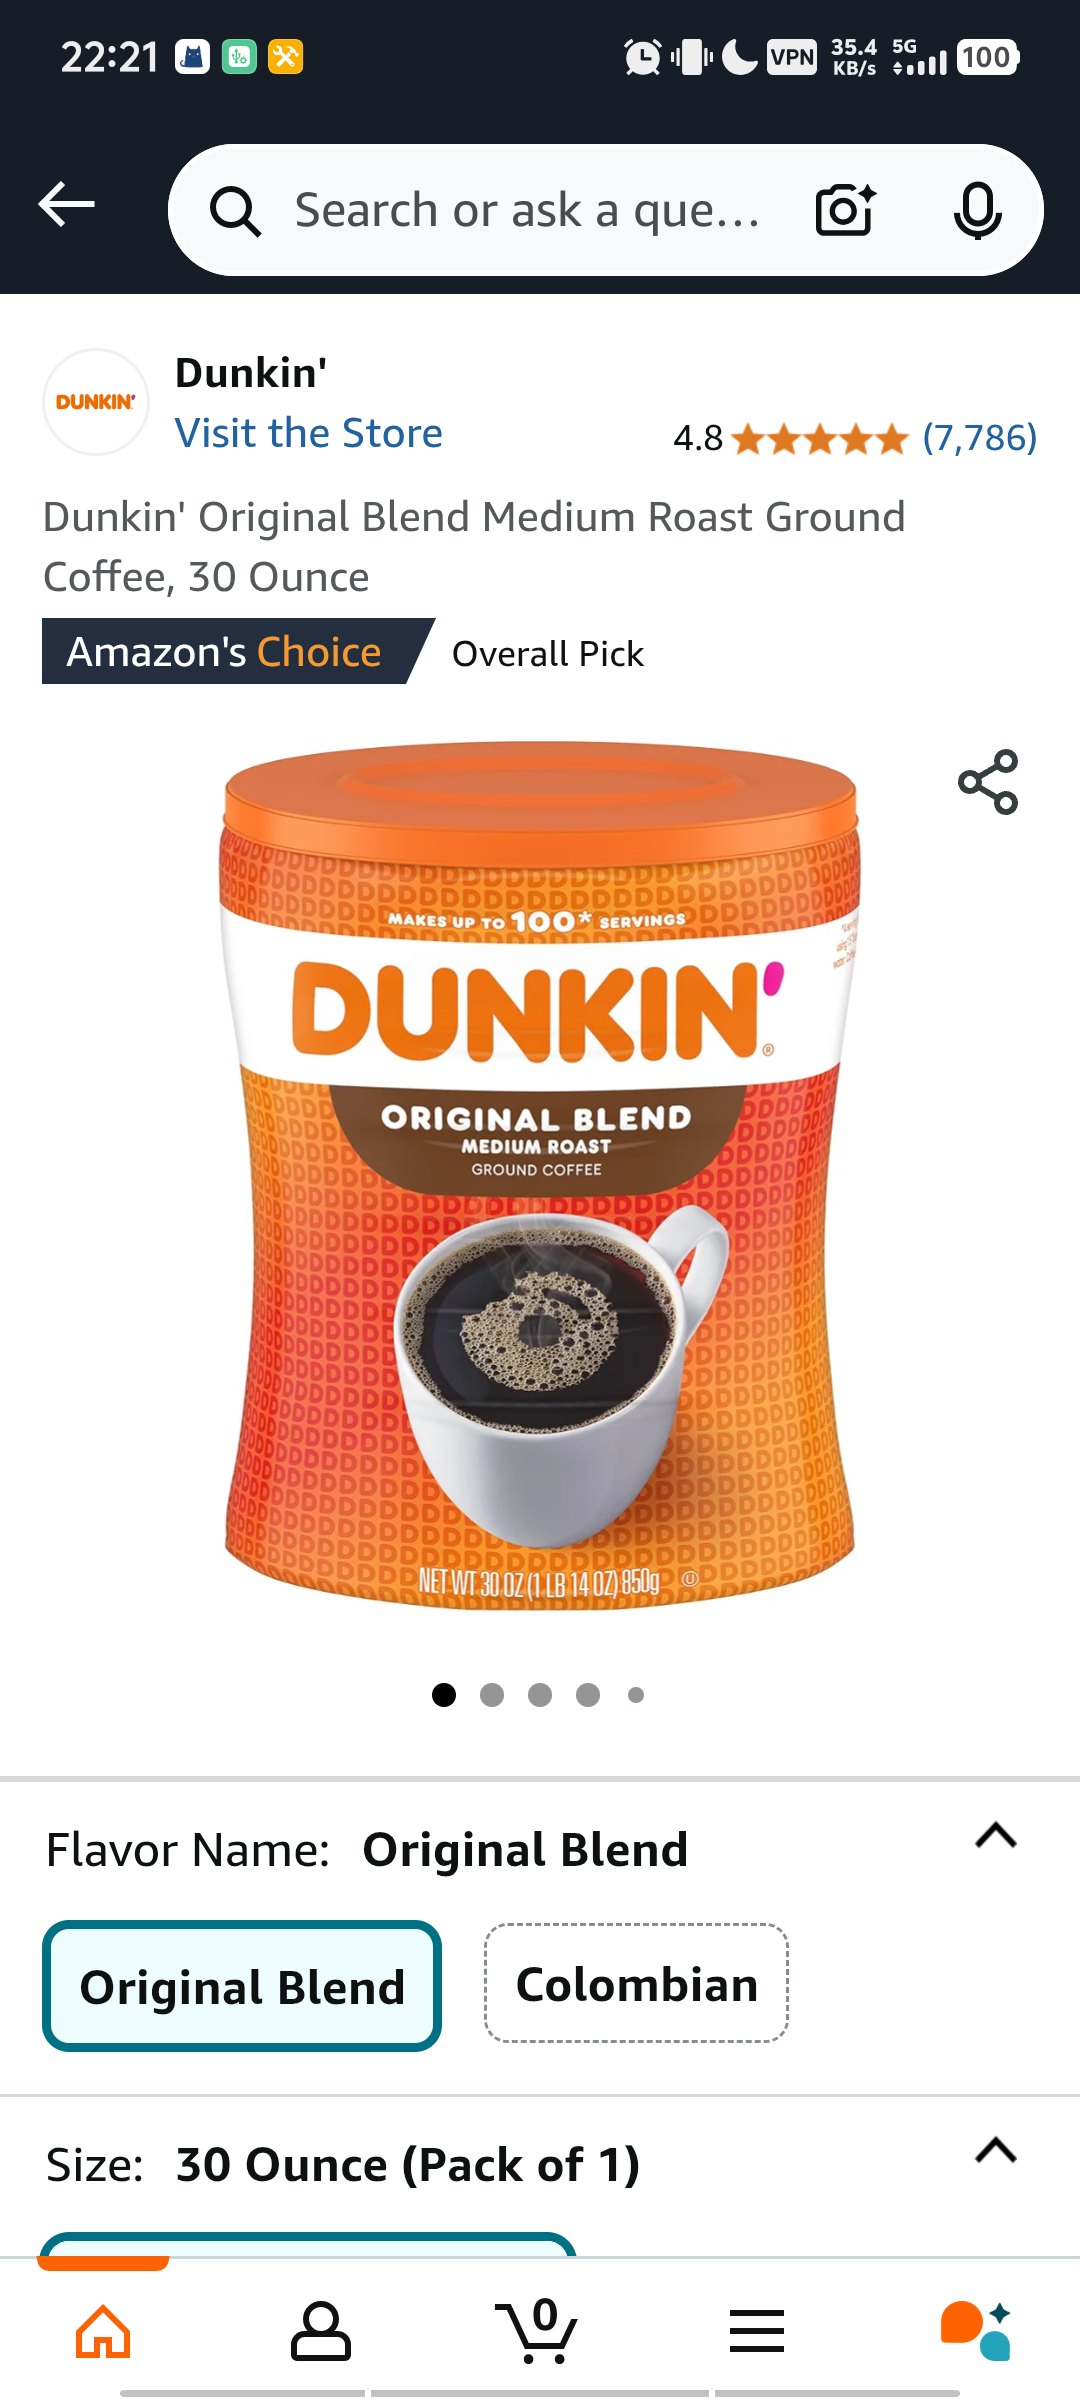 22:21
VPN
35.4
KB/s
5G
100
Search or ask a que...
DUNKIN'
Dunkin'
Visit the Store
4.8
(7,786)
Dunkin' Original Blend Medium Roast Ground
Coffee, 30 Ounce
Amazon's Choice
Overall Pick
MAKES UP TO 100* SERVINGS
DUNKIN'®
ORIGINAL BLEND
MEDIUM ROAST
GROUND COFFEE
NET WT 30 OZ (1 LB 14 OZ) 850g
Flavor Name: Original Blend
Original Blend
Colombian
Size: 30 Ounce (Pack of 1)
0